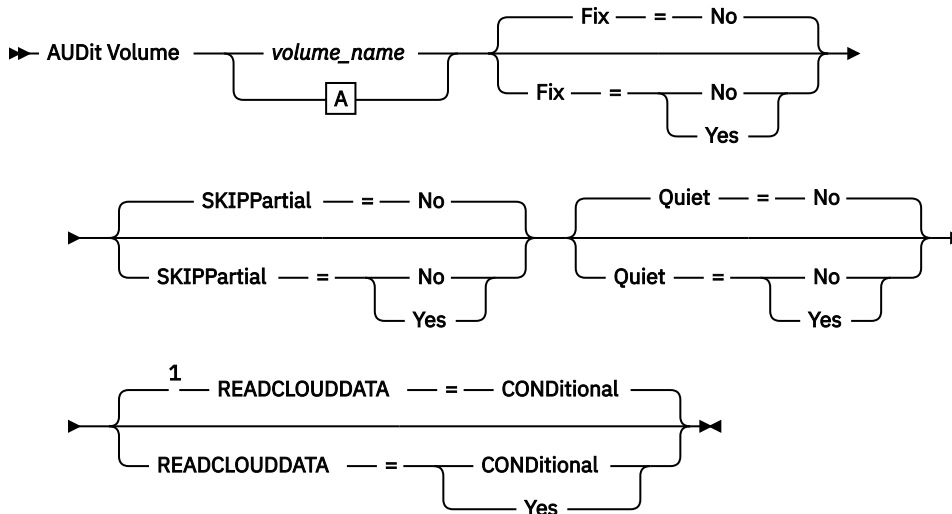 Fix = No
AUDit Volume volume_name
A
Fix = No
Yes
SKIPPartial = No
Quiet = No
SKIPPartial = No
Yes
Quiet = No
Yes
1
READCLOUDDATA = CONDitional
READCLOUDDATA = CONDitional
Yes